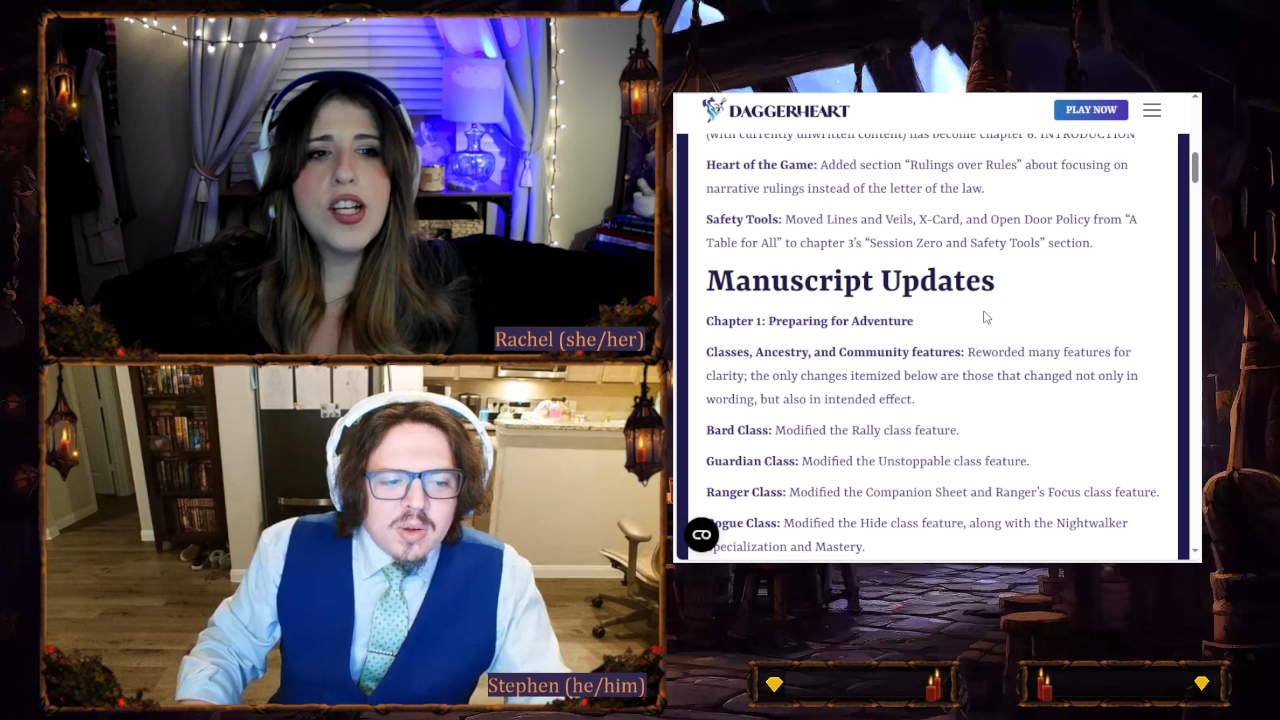 DAGGERHEART
PLAY NOW
(with currently unwritten content) has become chapter 6. INTRODUCTION
Heart of the Game: Added section “Rulings over Rules” about focusing on
narrative rulings instead of the letter of the law.
Safety Tools: Moved Lines and Veils, X-Card, and Open Door Policy from “A
Table for All” to chapter 3’s “Session Zero and Safety Tools” section.
Manuscript Updates
Chapter 1: Preparing for Adventure
Classes, Ancestry, and Community features: Reworded many features for
clarity; the only changes itemized below are those that changed not only in
wording, but also in intended effect.
Bard Class: Modified the Rally class feature.
Guardian Class: Modified the Unstoppable class feature.
Ranger Class: Modified the Companion Sheet and Ranger’s Focus class feature.
ogue Class: Modified the Hide class feature, along with the Nightwalker
pecialization and Mastery.
Rachel (she/her)
Stephen (he/him)